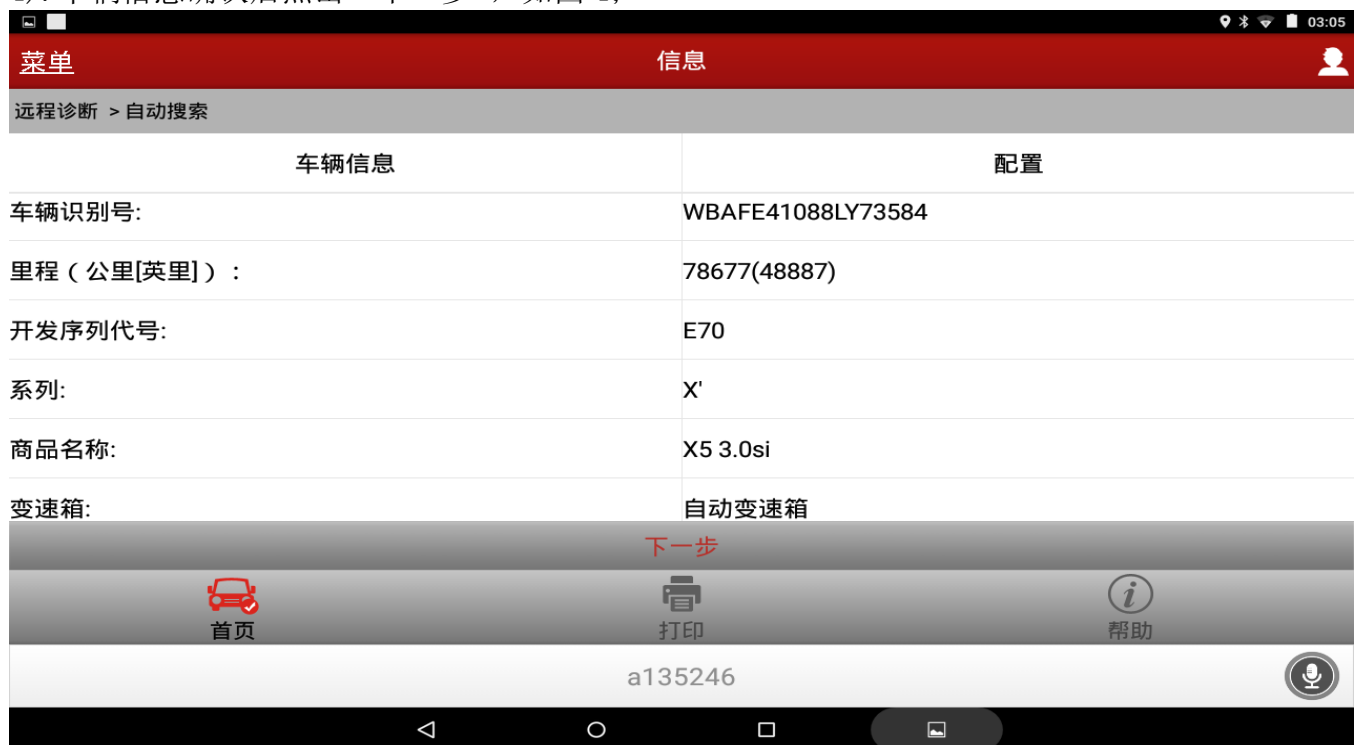 03:05
菜单 信息
远程诊断 >自动搜索
车辆信息 配置
车辆识别号: WBAFE41088LY73584
里程（公里[英里]）: 78677(48887)
开发序列代号: E70
系列: X'
商品名称: X5 3.0si
变速箱: 自动变速箱
下一步
首页 打印 帮助
a135246